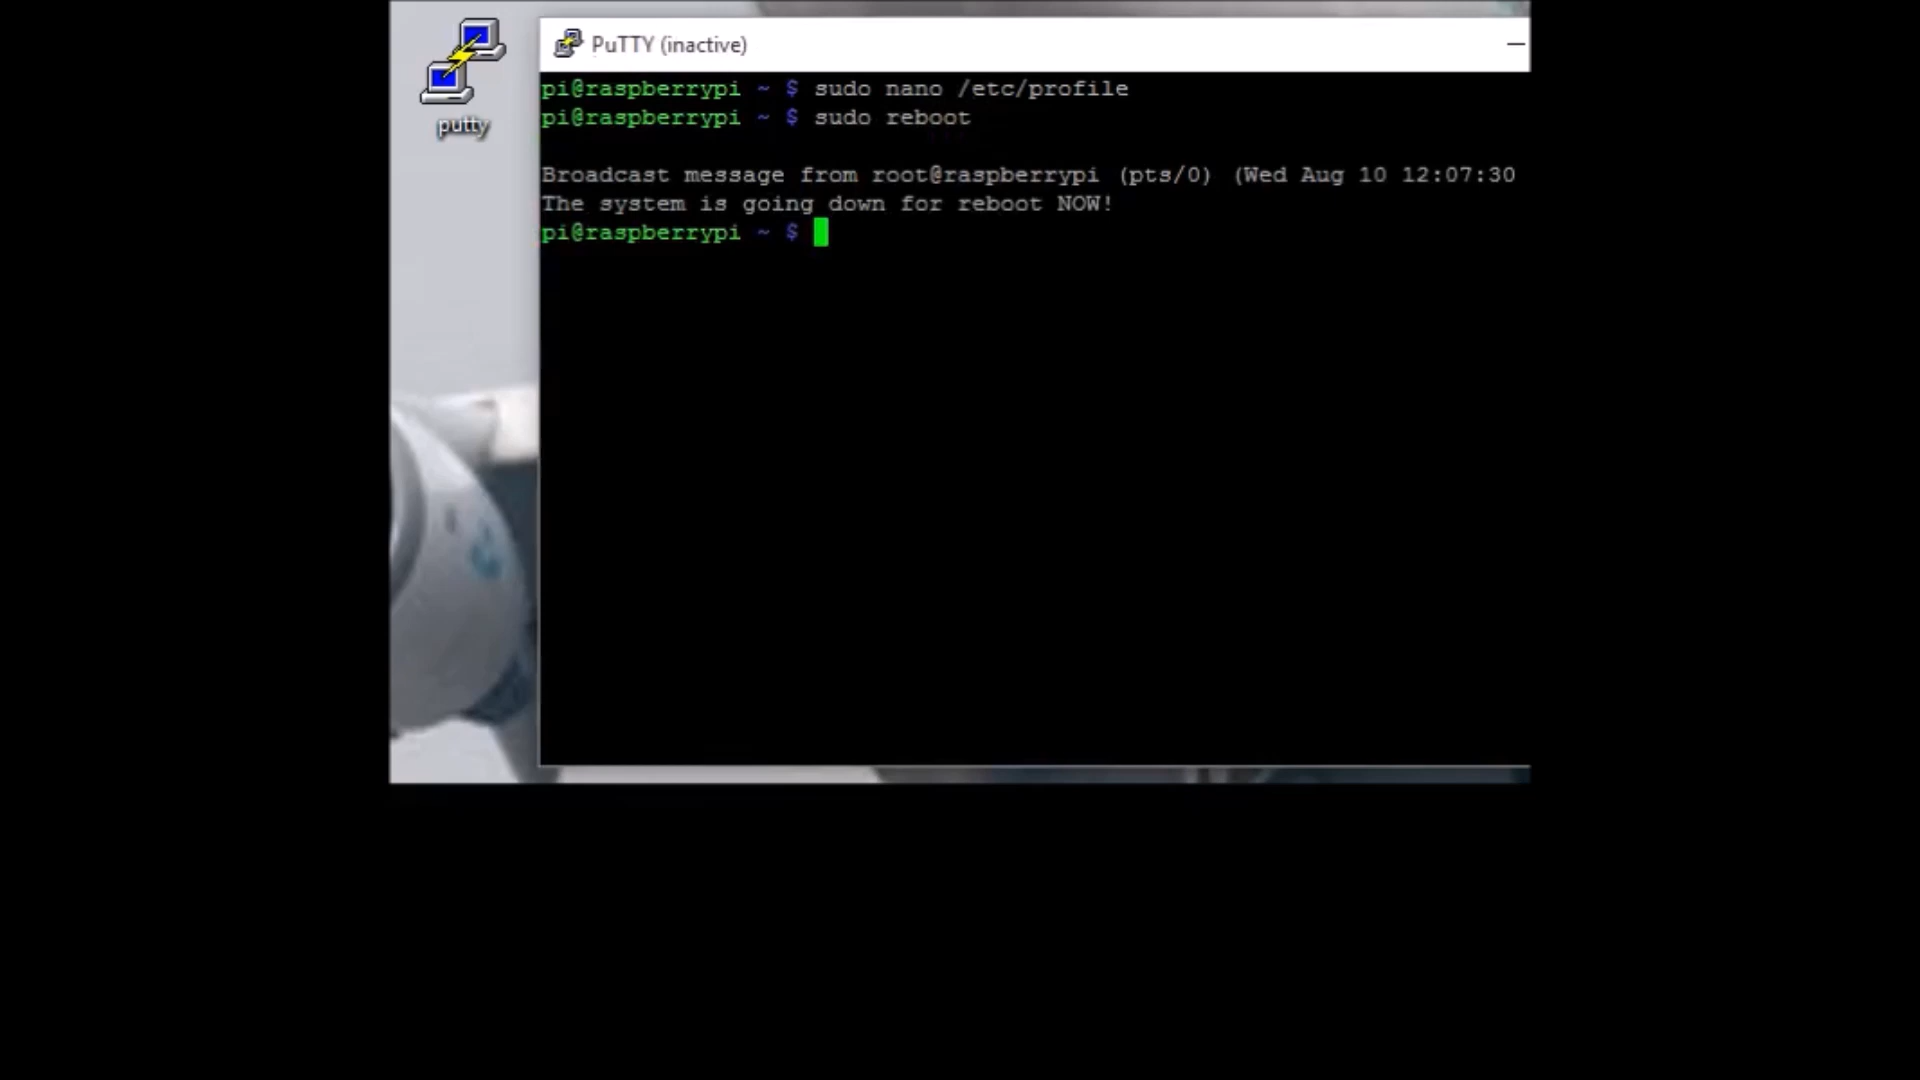 putty
PuTTY (inactive)
pi@raspberrypi ~ $ sudo nano /etc/profile
pi@raspberrypi ~ $ sudo reboot
Broadcast message from root@raspberrypi (pts/0) (Wed Aug 10 12:07:30
The system is going down for reboot NOW!
pi@raspberrypi ~ $